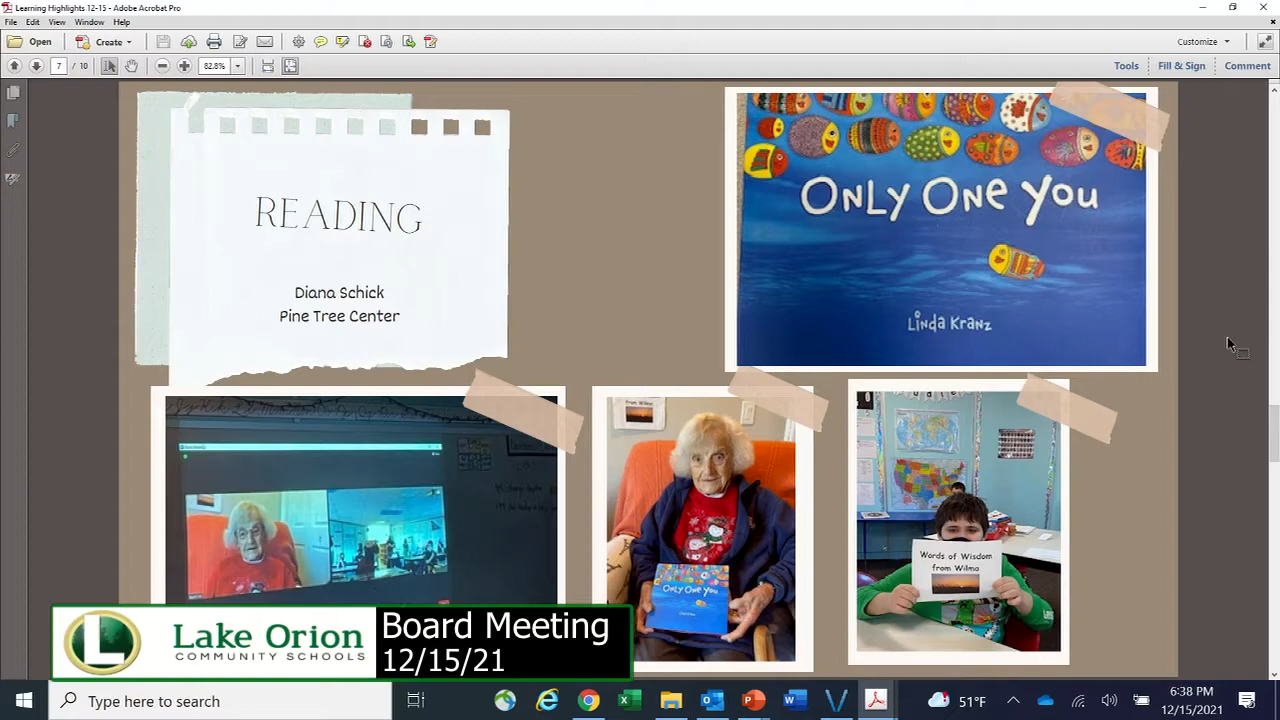 Learning Highlights 12-15 - Adobe Acrobat Pro
File Edit View Window Help
Open Create Customize
7 / 10 82.8% Tools Fill & Sign Comment
READING
Diana Schick
Pine Tree Center
ONLY ONE YOU
Linda Kranz
from Wilma
ONLY ONE YOU
Words of Wisdom
from Wilma
L
Lake Orion
COMMUNITY SCHOOLS
Board Meeting
12/15/21
Type here to search
51°F
6:38 PM
12/15/2021